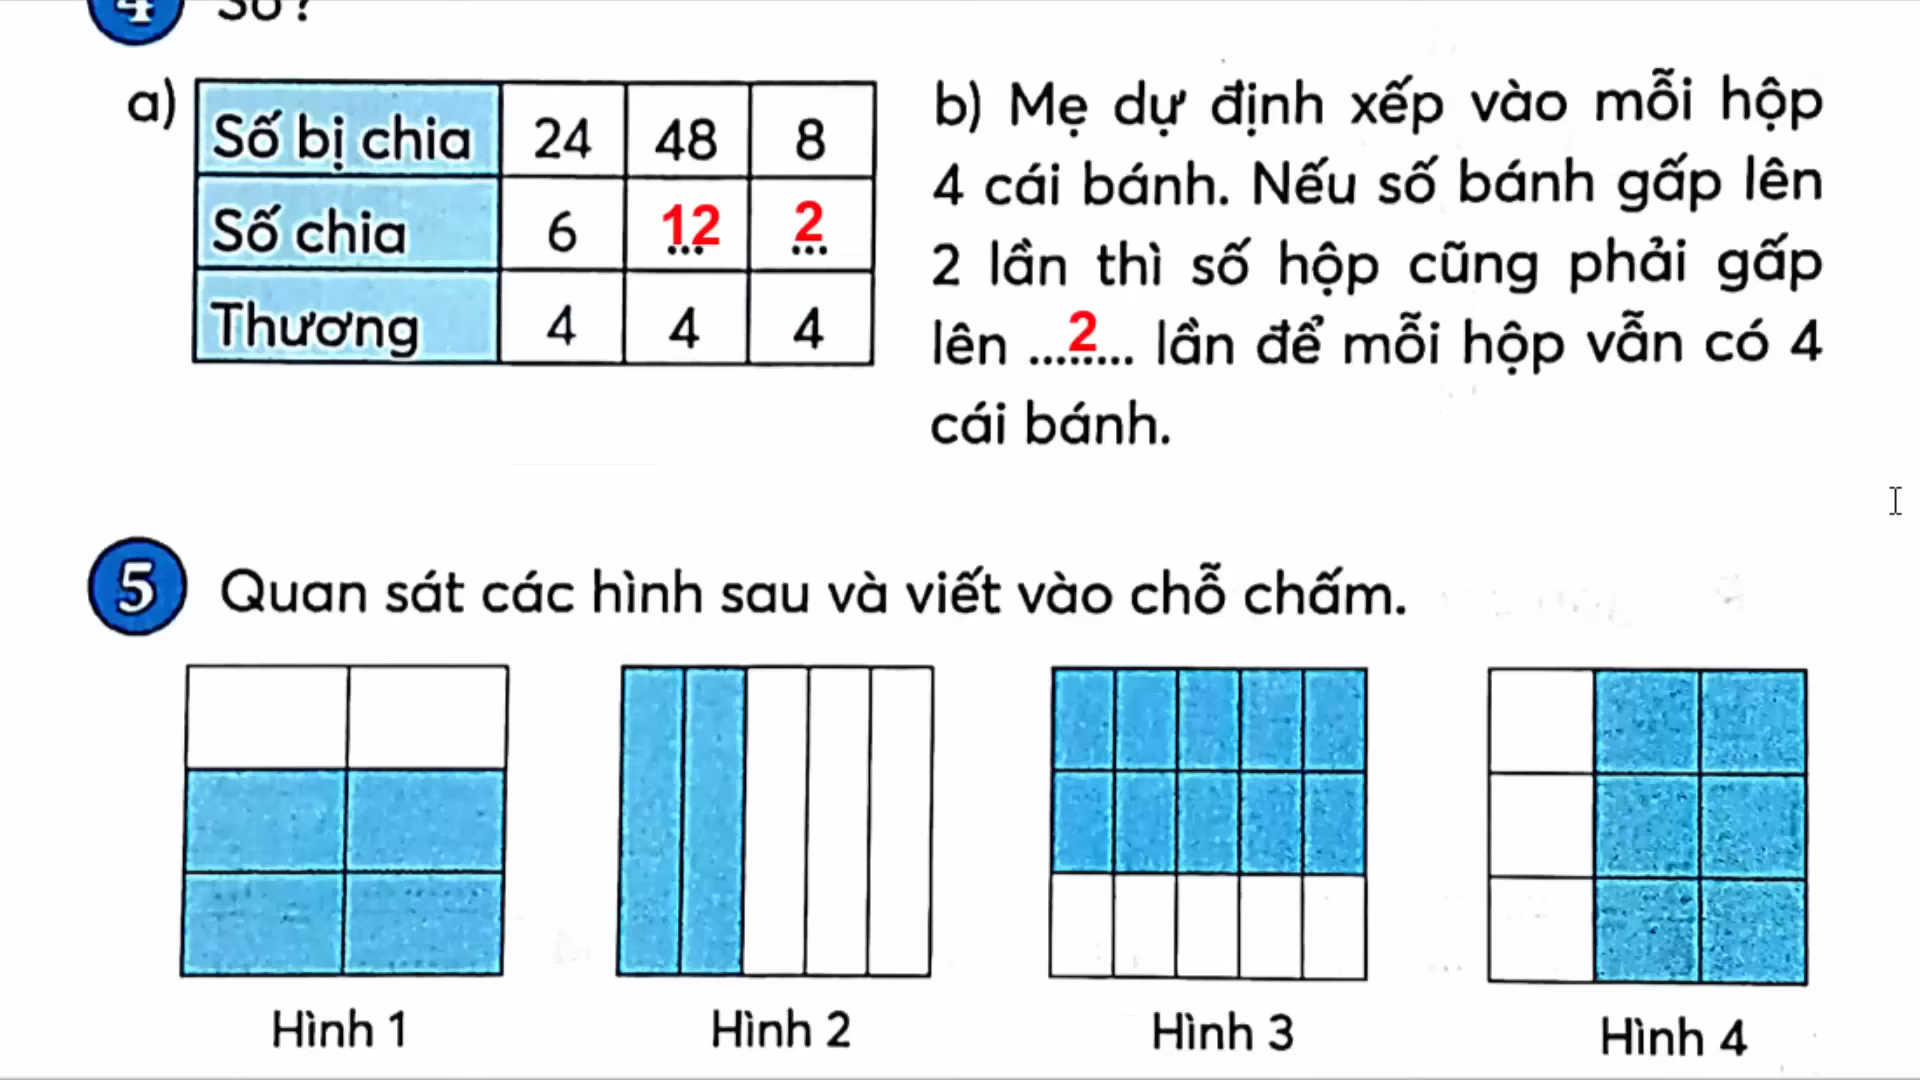 4 Số?
a)
Số bị chia 24 48 8
Số chia 6 12 2
Thương 4 4 4
b) Mẹ dự định xếp vào mỗi hộp
4 cái bánh. Nếu số bánh gấp lên
2 lần thì số hộp cũng phải gấp
lên ...2... lần để mỗi hộp vẫn có 4
cái bánh.
5 Quan sát các hình sau và viết vào chỗ chấm.
Hình 1 Hình 2 Hình 3 Hình 4